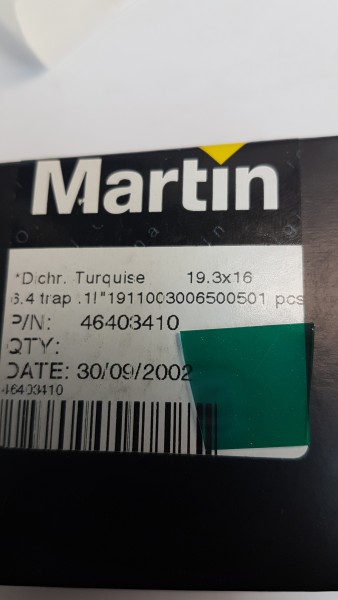 Martin
*Dichr. Turquise 19.3x16
6.4 trap .1!"1911003006500501 pcs
P/N: 46403410
QTY:
DATE: 30/09/2002
46403410